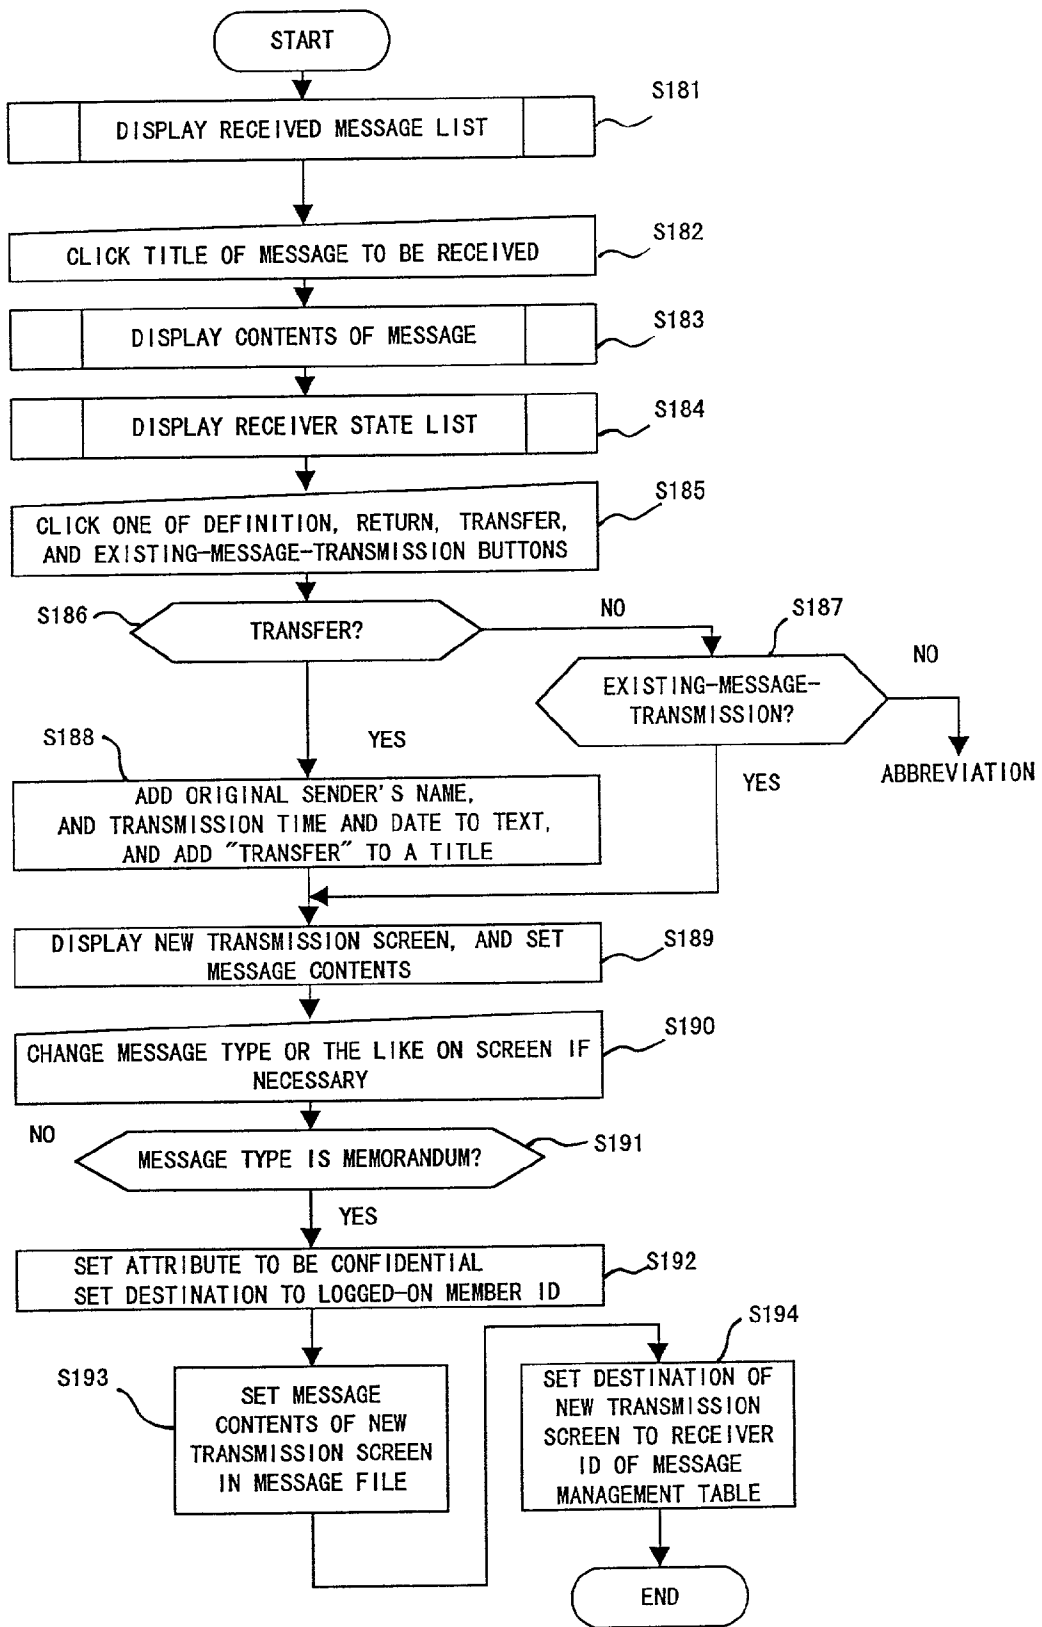 START
S181
DISPLAY RECEIVED MESSAGE LIST
S182
CLICK TITLE OF MESSAGE TO BE RECEIVED
S183
DISPLAY CONTENTS OF MESSAGE
S184
DISPLAY RECEIVER STATE LIST
S185
CLICK ONE OF DEFINITION, RETURN, TRANSFER,
AND EXISTING-MESSAGE-TRANSMISSION BUTTONS
S186
TRANSFER?
NO
S187
EXISTING-MESSAGE-
TRANSMISSION?
NO
ABBREVIATION
YES
YES
S188
ADD ORIGINAL SENDER'S NAME,
AND TRANSMISSION TIME AND DATE TO TEXT,
AND ADD "TRANSFER" TO A TITLE
S189
DISPLAY NEW TRANSMISSION SCREEN, AND SET
MESSAGE CONTENTS
S190
CHANGE MESSAGE TYPE OR THE LIKE ON SCREEN IF
NECESSARY
NO
S191
MESSAGE TYPE IS MEMORANDUM?
YES
S192
SET ATTRIBUTE TO BE CONFIDENTIAL
SET DESTINATION TO LOGGED-ON MEMBER ID
S193
SET MESSAGE
CONTENTS OF NEW
TRANSMISSION SCREEN
IN MESSAGE FILE
S194
SET DESTINATION OF
NEW TRANSMISSION
SCREEN TO RECEIVER
ID OF MESSAGE
MANAGEMENT TABLE
END